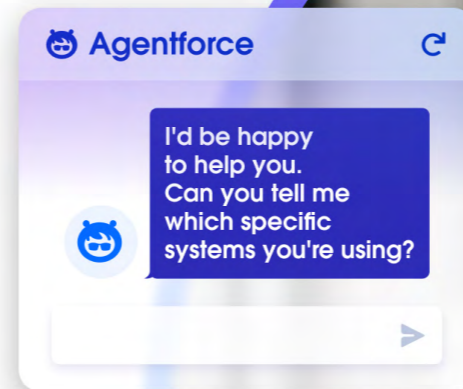 Agentforce
I'd be happy
to help you.
Can you tell me
which specific
systems you're using?